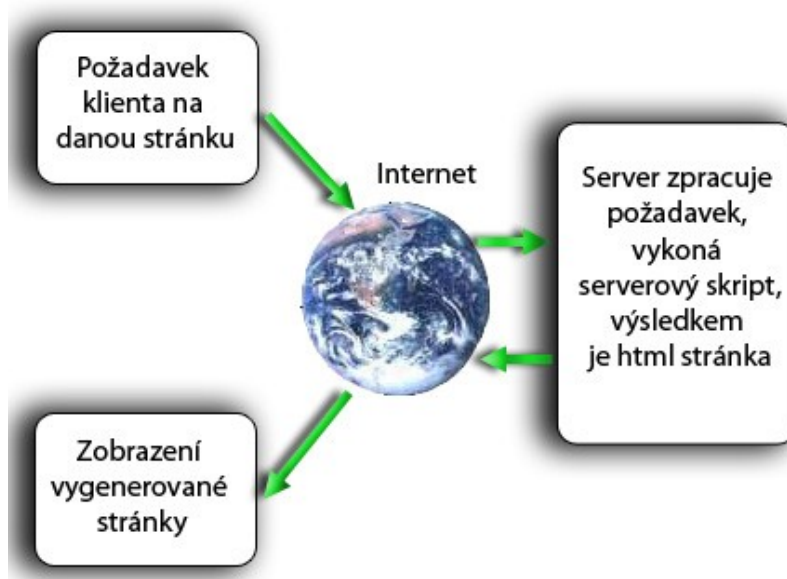 Požadavek
klienta na
danou stránku
Internet
Server zpracuje
požadavek,
vykoná
serverový skript,
výsledkem
je html stránka
Zobrazení
vygenerované
stránky